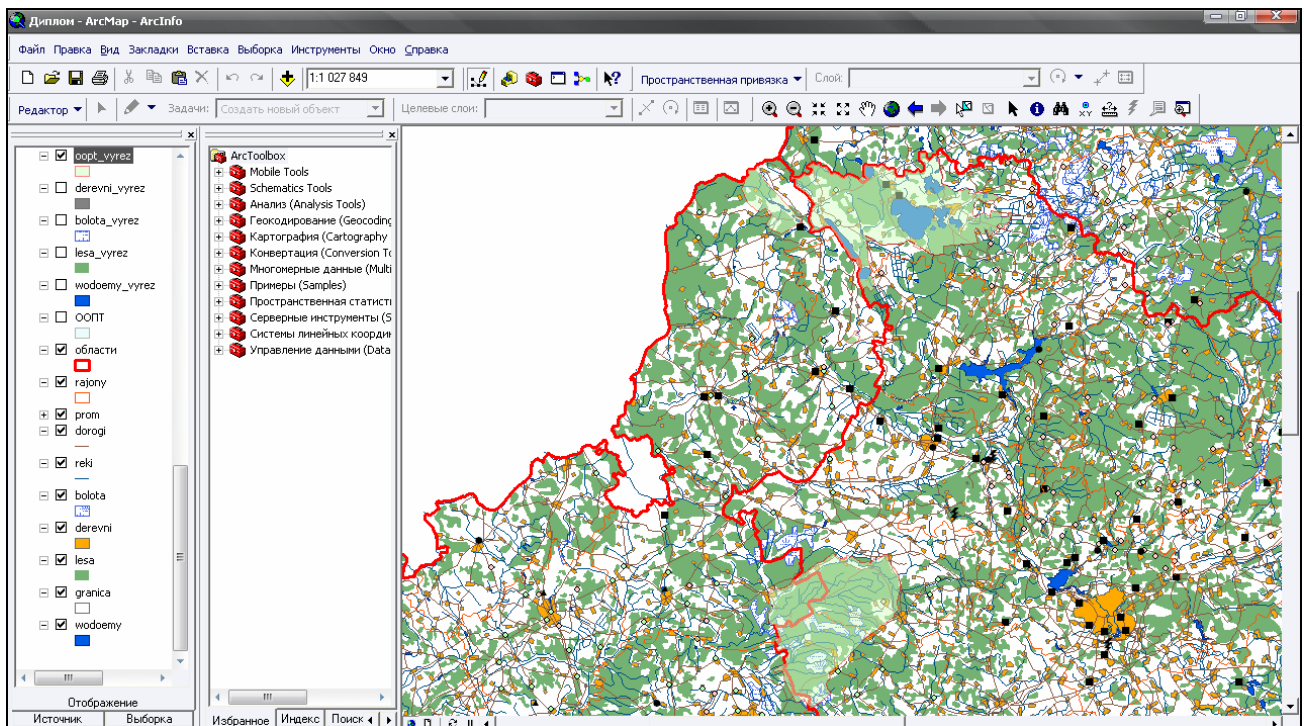 Диплом - ArcMap - ArcInfo
Файл Правка Вид Закладки Вставка Выборка Инструменты Окно Справка
1:1 027 849 Пространственная привязка Слой:
Редактор Задачи: Создать новый объект Целевые слои:
oopt_vyrez
derevni_vyrez
bolota_vyrez
lesa_vyrez
wodoemy_vyrez
ООПТ
области
rajony
prom
dorogi
reki
bolota
derevni
lesa
granica
wodoemy
Отображение
Источник Выборка
ArcToolbox
Mobile Tools
Schematics Tools
Анализ (Analysis Tools)
Геокодирование (Geocoding
Картография (Cartography
Конвертация (Conversion To
Многомерные данные (Multi
Примеры (Samples)
Пространственная статисти
Серверные инструменты (S
Системы линейных координ
Управление данными (Data
Избранное Индекс Поиск